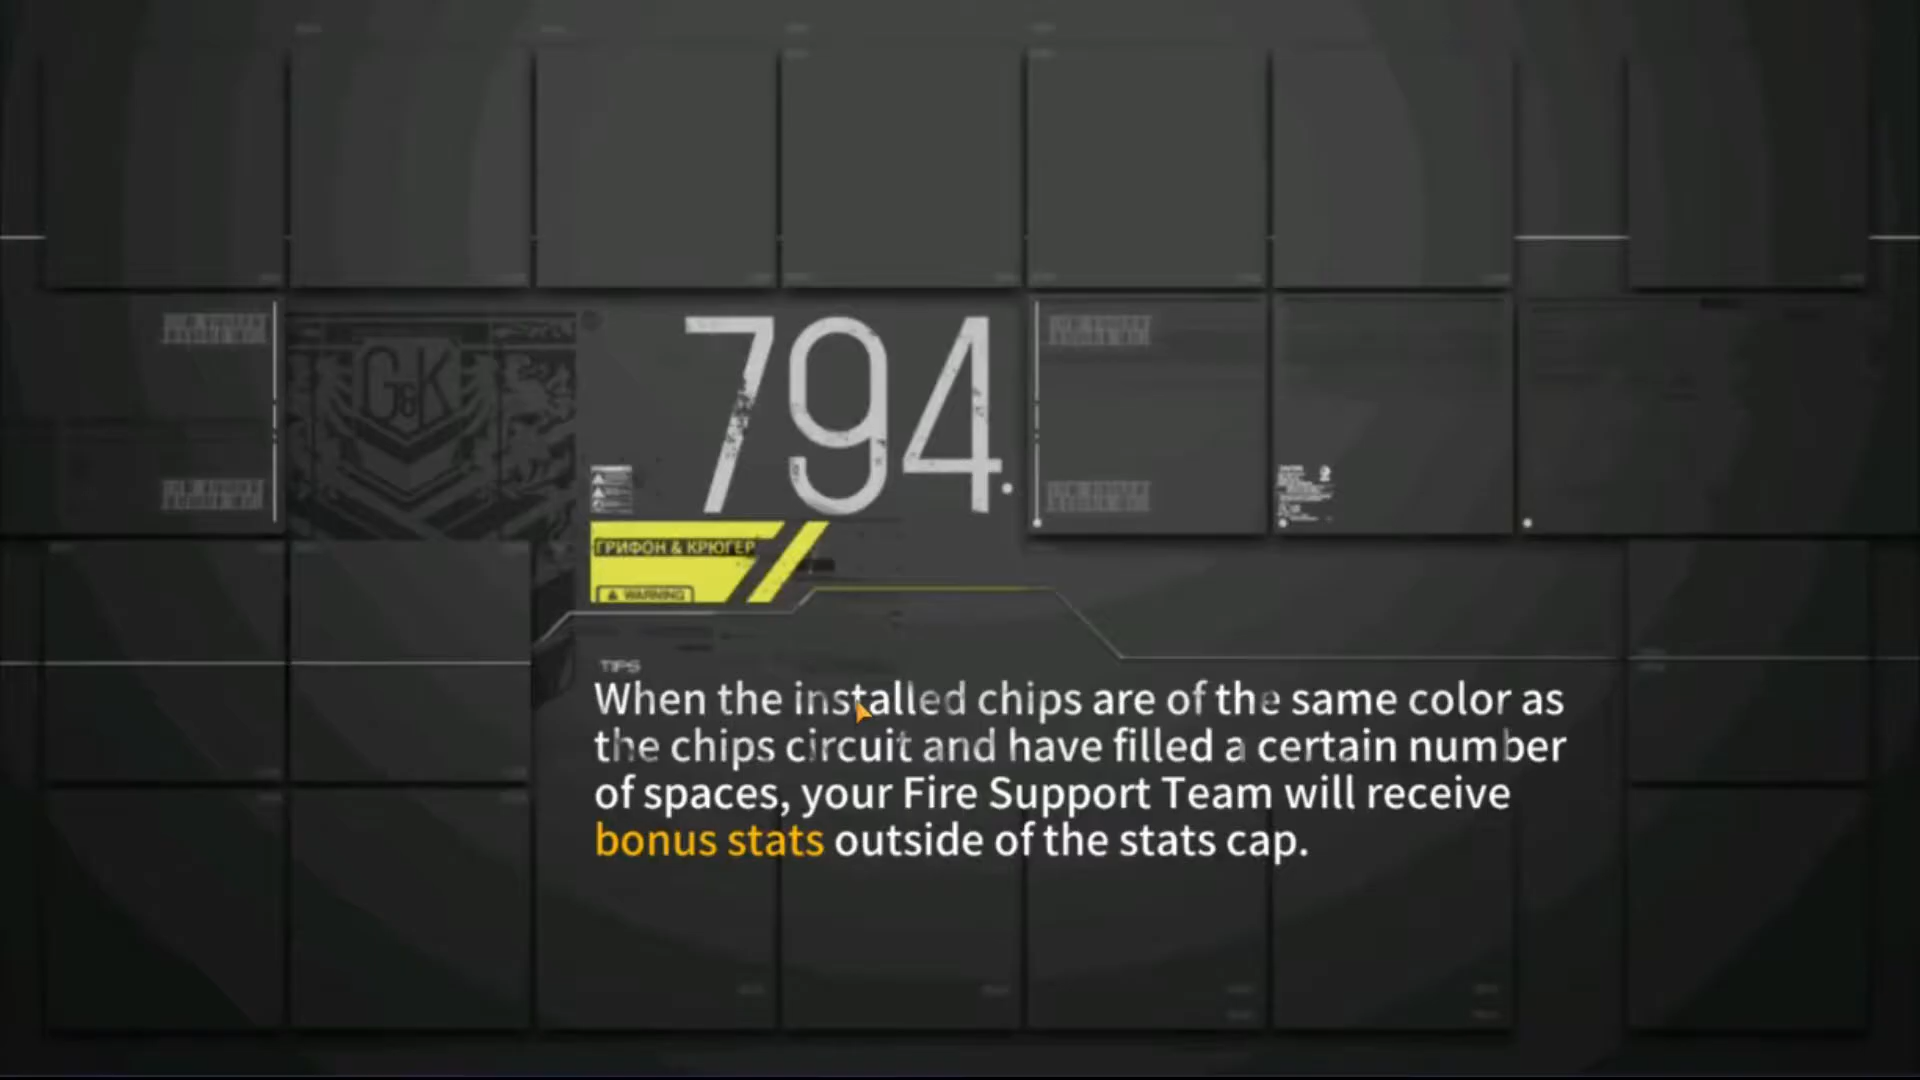 G&K
794.
ГРИФОН & КРЮГЕР
WARNING
TIPS
When the installed chips are of the same color as
the chips circuit and have filled a certain number
of spaces, your Fire Support Team will receive
bonus stats outside of the stats cap.